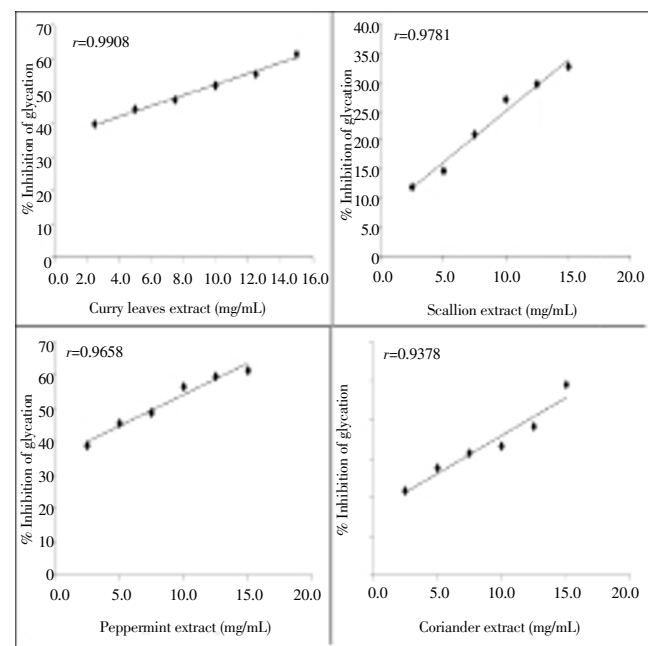 r=0.9908
70
60
50
40
30
20
10
0
% Inhibition of glycation
0.0 2.0 4.0 6.0 8.0 10.0 12.0 14.0 16.0
Curry leaves extract (mg/mL)
r=0.9781
40.0
35.0
30.0
25.0
20.0
15.0
10.0
5.0
0
% Inhibition of glycation
0.0 5.0 10.0 15.0 20.0
Scallion extract (mg/mL)
r=0.9658
70
60
50
40
30
20
10
0
% Inhibition of glycation
0.0 5.0 10.0 15.0 20.0
Peppermint extract (mg/mL)
r=0.9378
% Inhibition of glycation
0.0 5.0 10.0 15.0 20.0
Coriander extract (mg/mL)